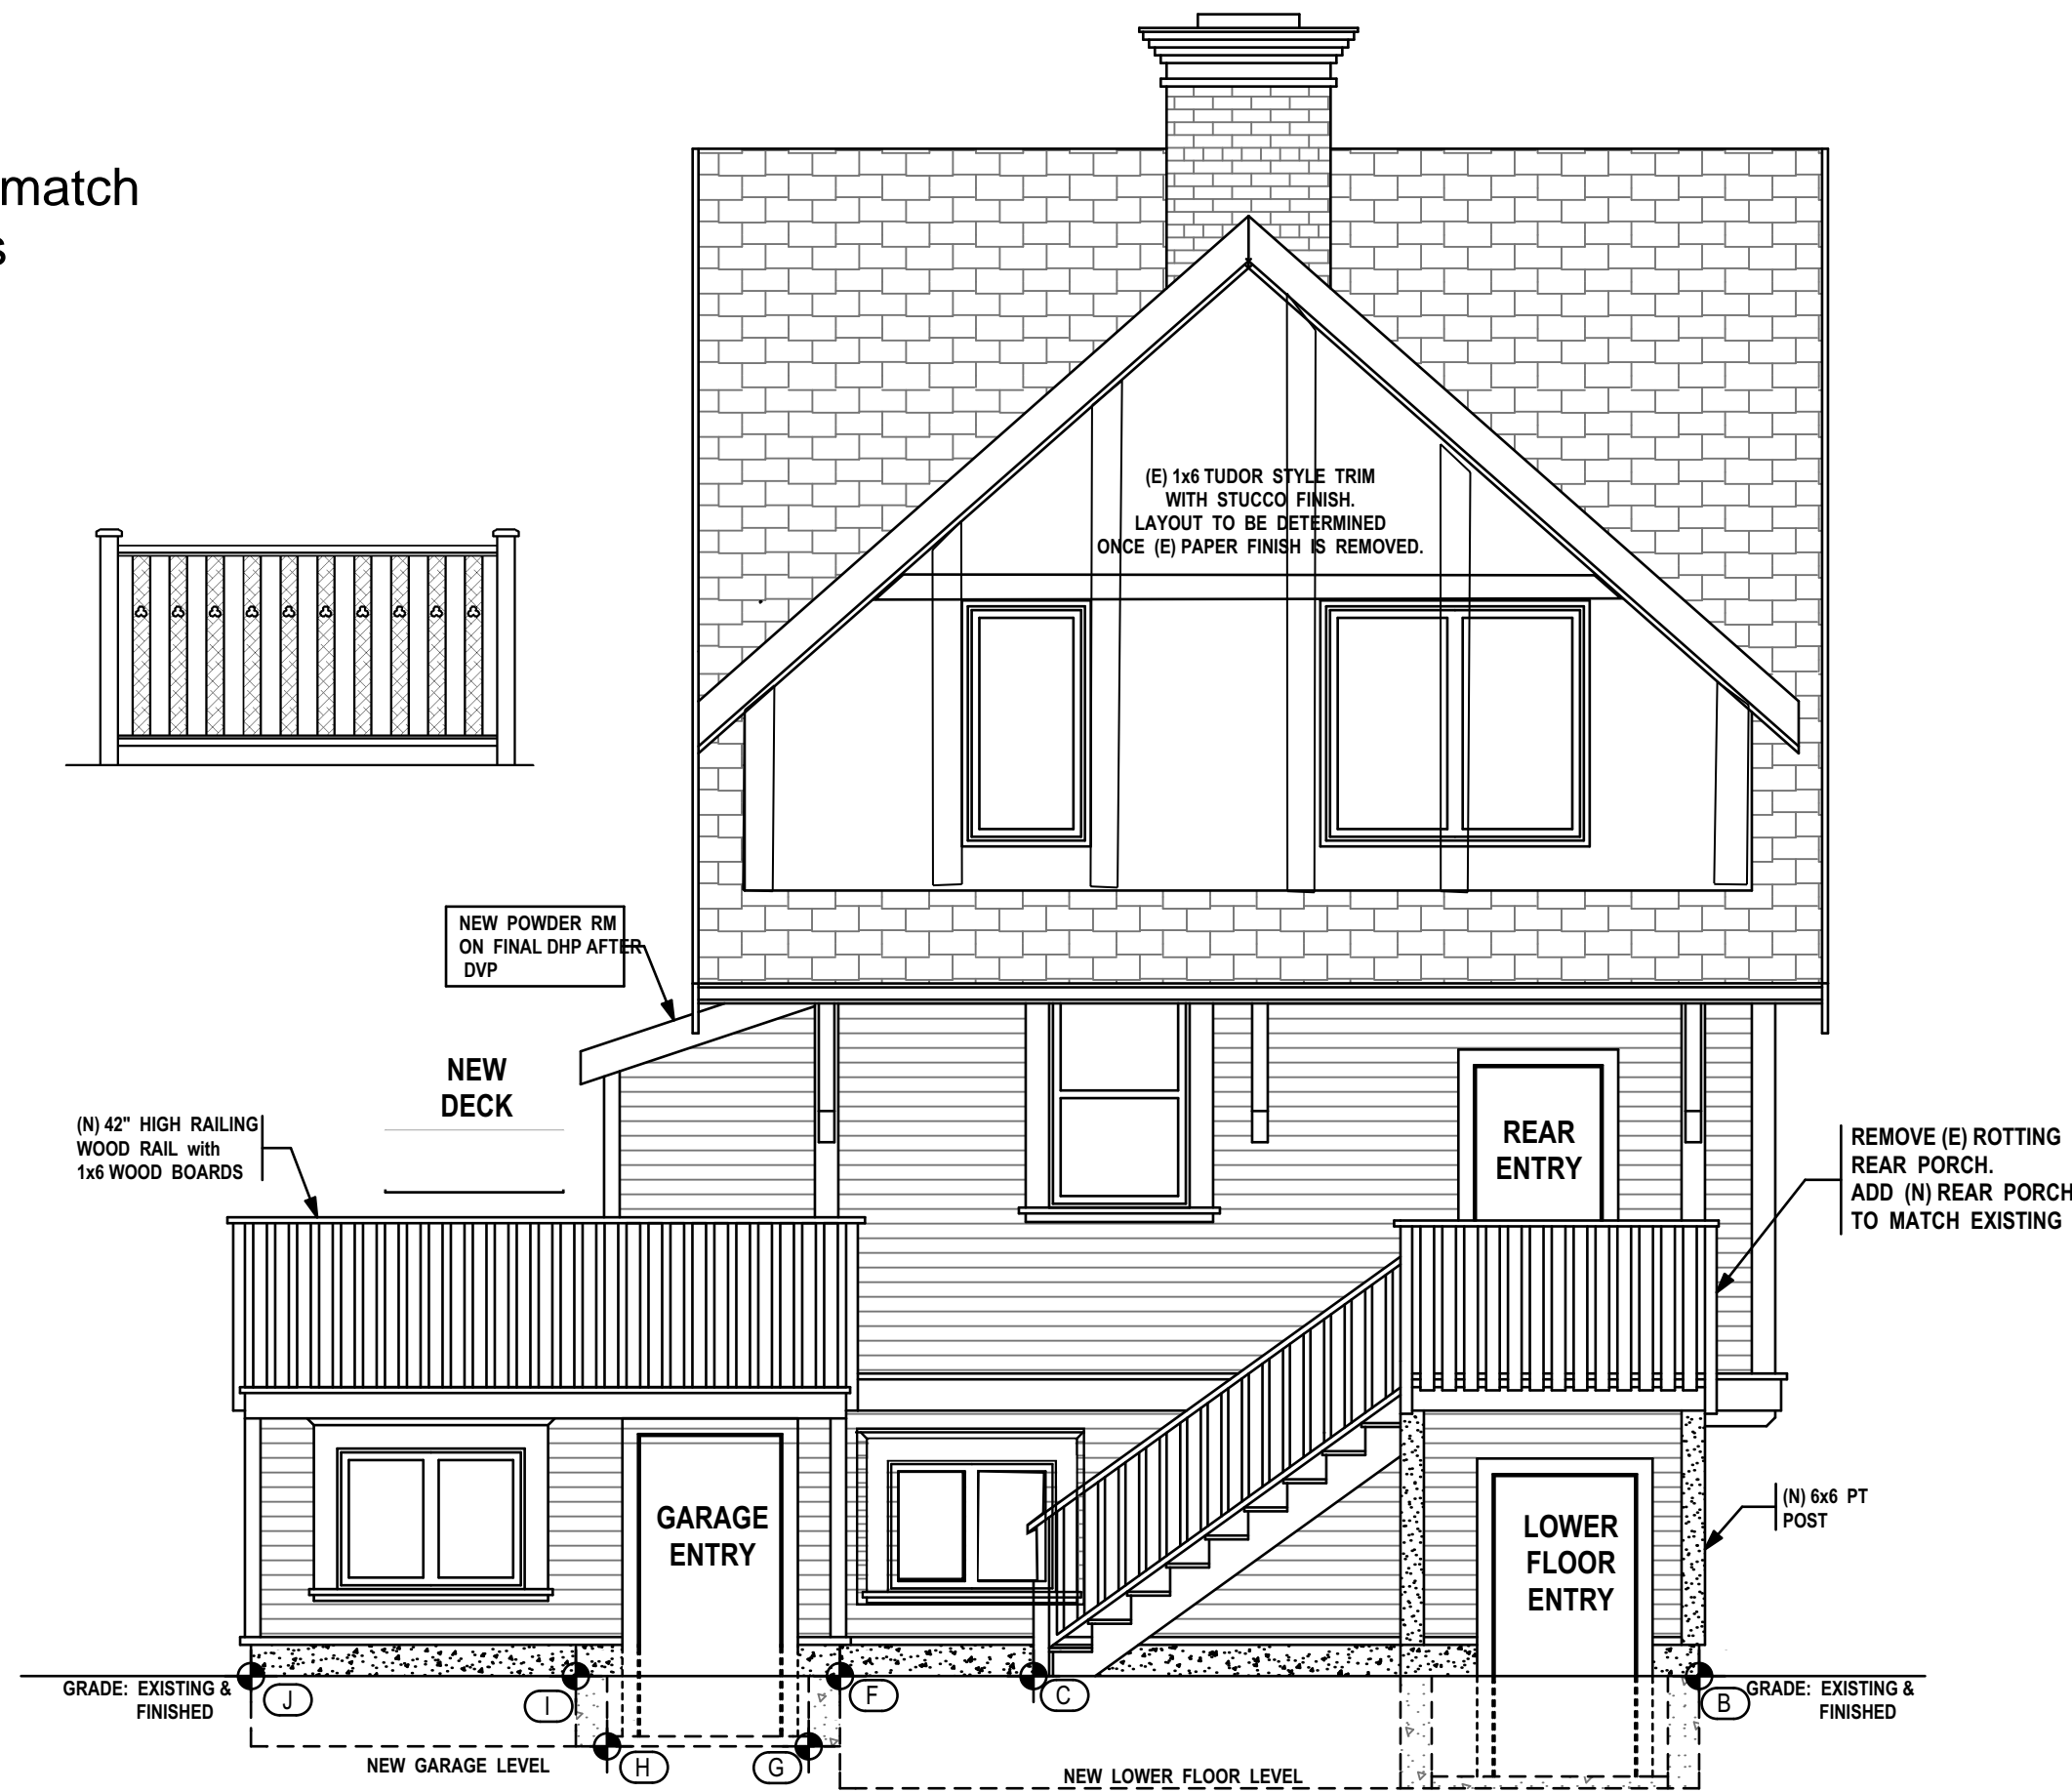 match
s
(E) 1x6 TUDOR STYLE TRIM
WITH STUCCO FINISH.
LAYOUT TO BE DETERMINED
ONCE (E) PAPER FINISH IS REMOVED.
NEW POWDER RM
ON FINAL DHP AFTER
DVP
NEW
DECK
(N) 42" HIGH RAILING
WOOD RAIL with
1x6 WOOD BOARDS
REAR
ENTRY
REMOVE (E) ROTTING
REAR PORCH.
ADD (N) REAR PORCH
TO MATCH EXISTING
GARAGE
ENTRY
LOWER
FLOOR
ENTRY
(N) 6x6 PT
POST
GRADE: EXISTING &
FINISHED
J
I
F
C
B
GRADE: EXISTING &
FINISHED
NEW GARAGE LEVEL
H
G
NEW LOWER FLOOR LEVEL